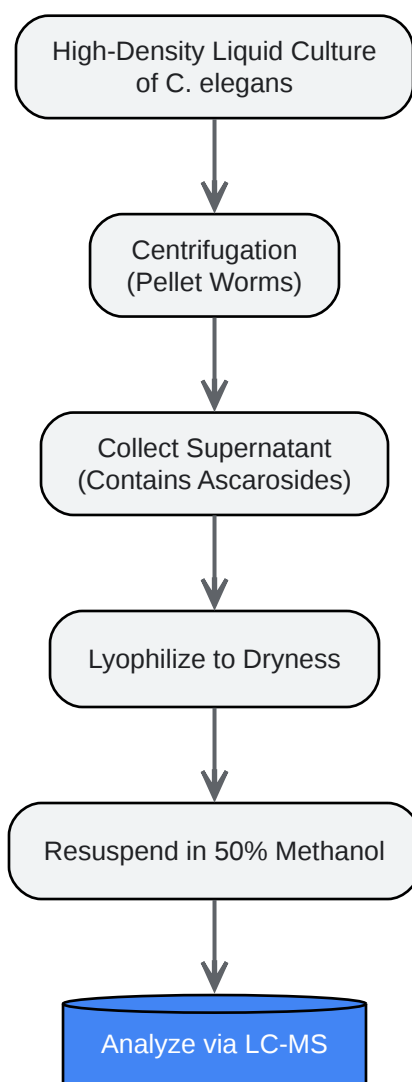 High-Density Liquid Culture
of C. elegans
Centrifugation
(Pellet Worms)
Collect Supernatant
(Contains Ascarosides)
Lyophilize to Dryness
Resuspend in 50% Methanol
Analyze via LC-MS